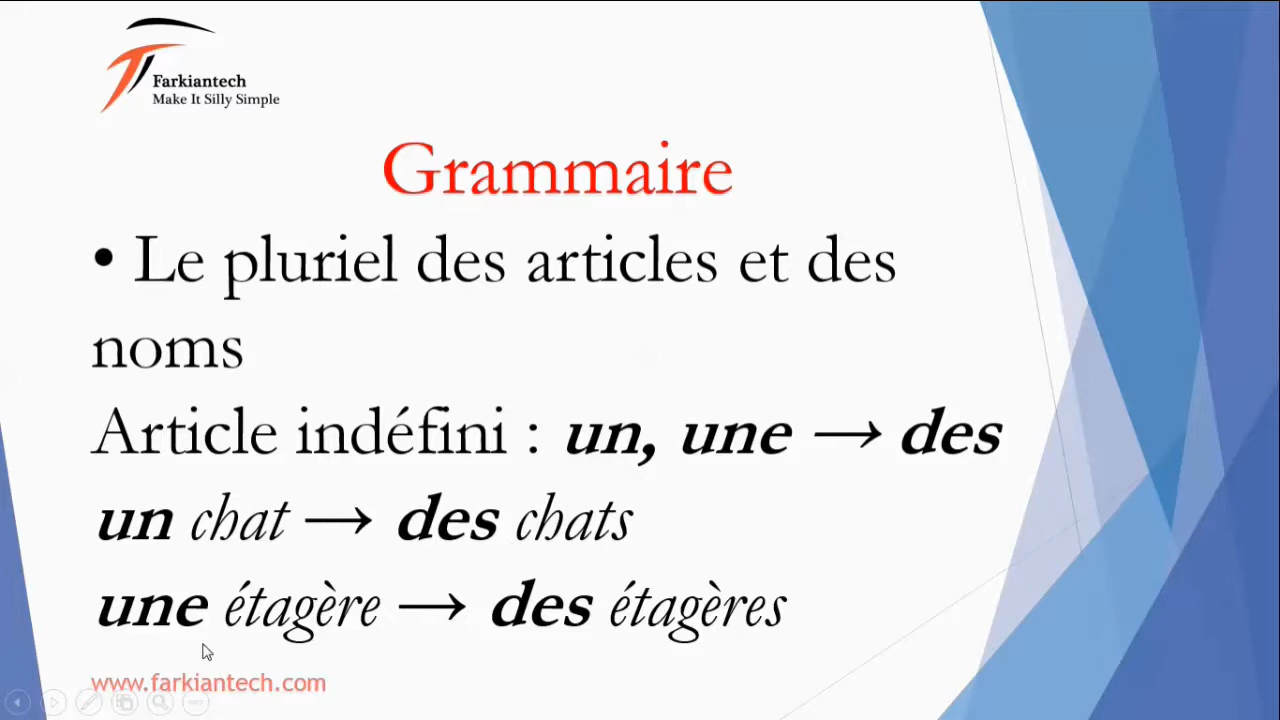 Farkiantech
Make It Silly Simple
Grammaire
• Le pluriel des articles et des
noms
Article indéfini : un, une → des
un chat → des chats
une étagère → des étagères
www.farkiantech.com